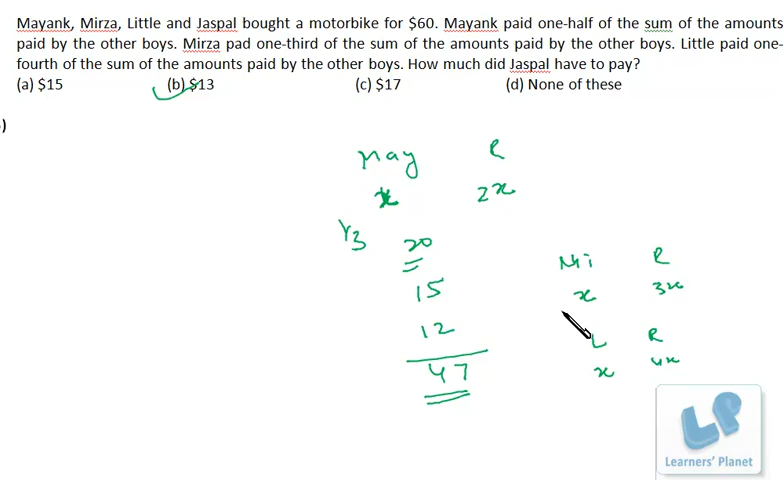 Mayank, Mirza, Little and Jaspal bought a motorbike for $60. Mayank paid one-half of the sum of the amounts
paid by the other boys. Mirza pad one-third of the sum of the amounts paid by the other boys. Little paid one-
fourth of the sum of the amounts paid by the other boys. How much did Jaspal have to pay?
(a) $15 (b) $13 (c) $17 (d) None of these
)
May R
x 2x
1/3 20
15
12
47
Mi R
x 3x
L R
x 4x
LP
Learners' Planet